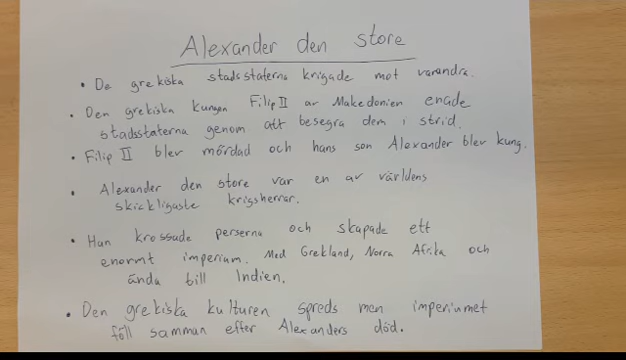 Alexander den store
• De grekiska stadsstaterna krigade mot varandra.
• Den grekiska kungen Filip II av Makedonien enade
stadsstaterna genom att besegra dem i strid.
• Filip II blev mördad och hans son Alexander blev kung.
• Alexander den store var en av världens
skickligaste krigsherrar.
• Han krossade perserna och skapade ett
enormt imperium. Med Grekland, Norra Afrika och
ända till Indien.
• Den grekiska kulturen spreds men imperiumet
föll samman efter Alexanders död.